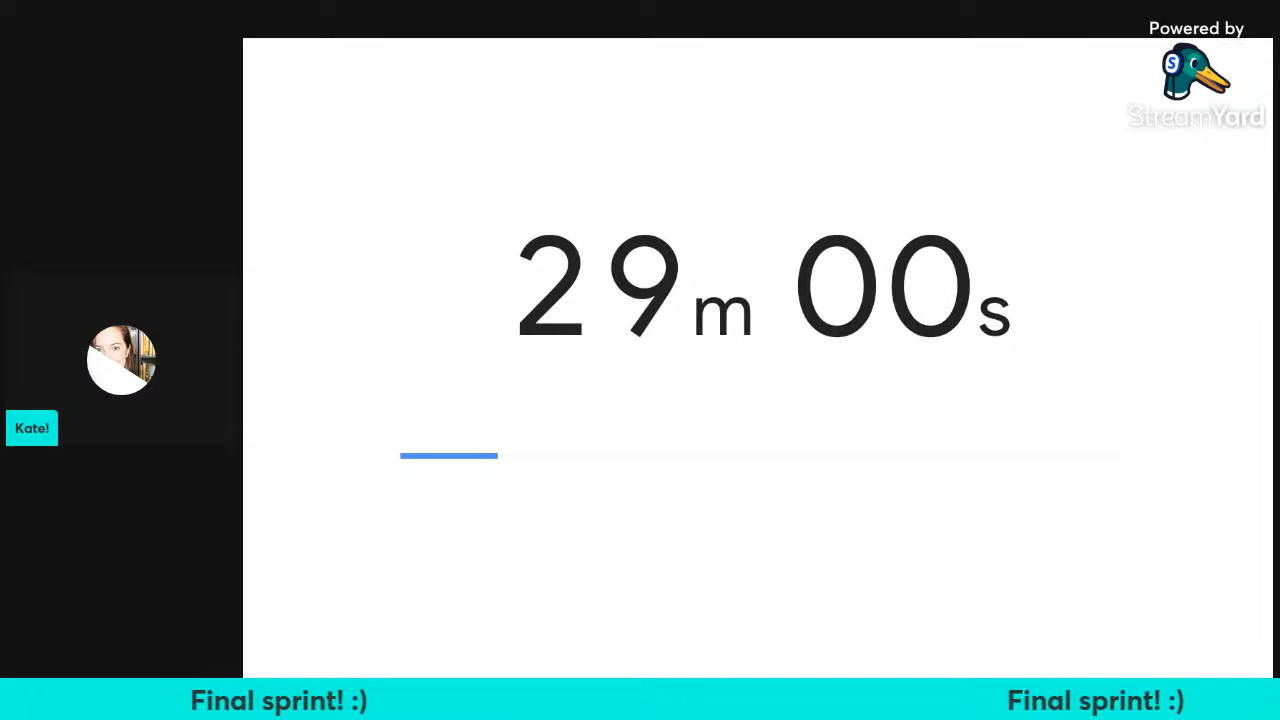 Powered by
S
StreamYard
29m 00s
Kate!
Final sprint! :) Final sprint! :)